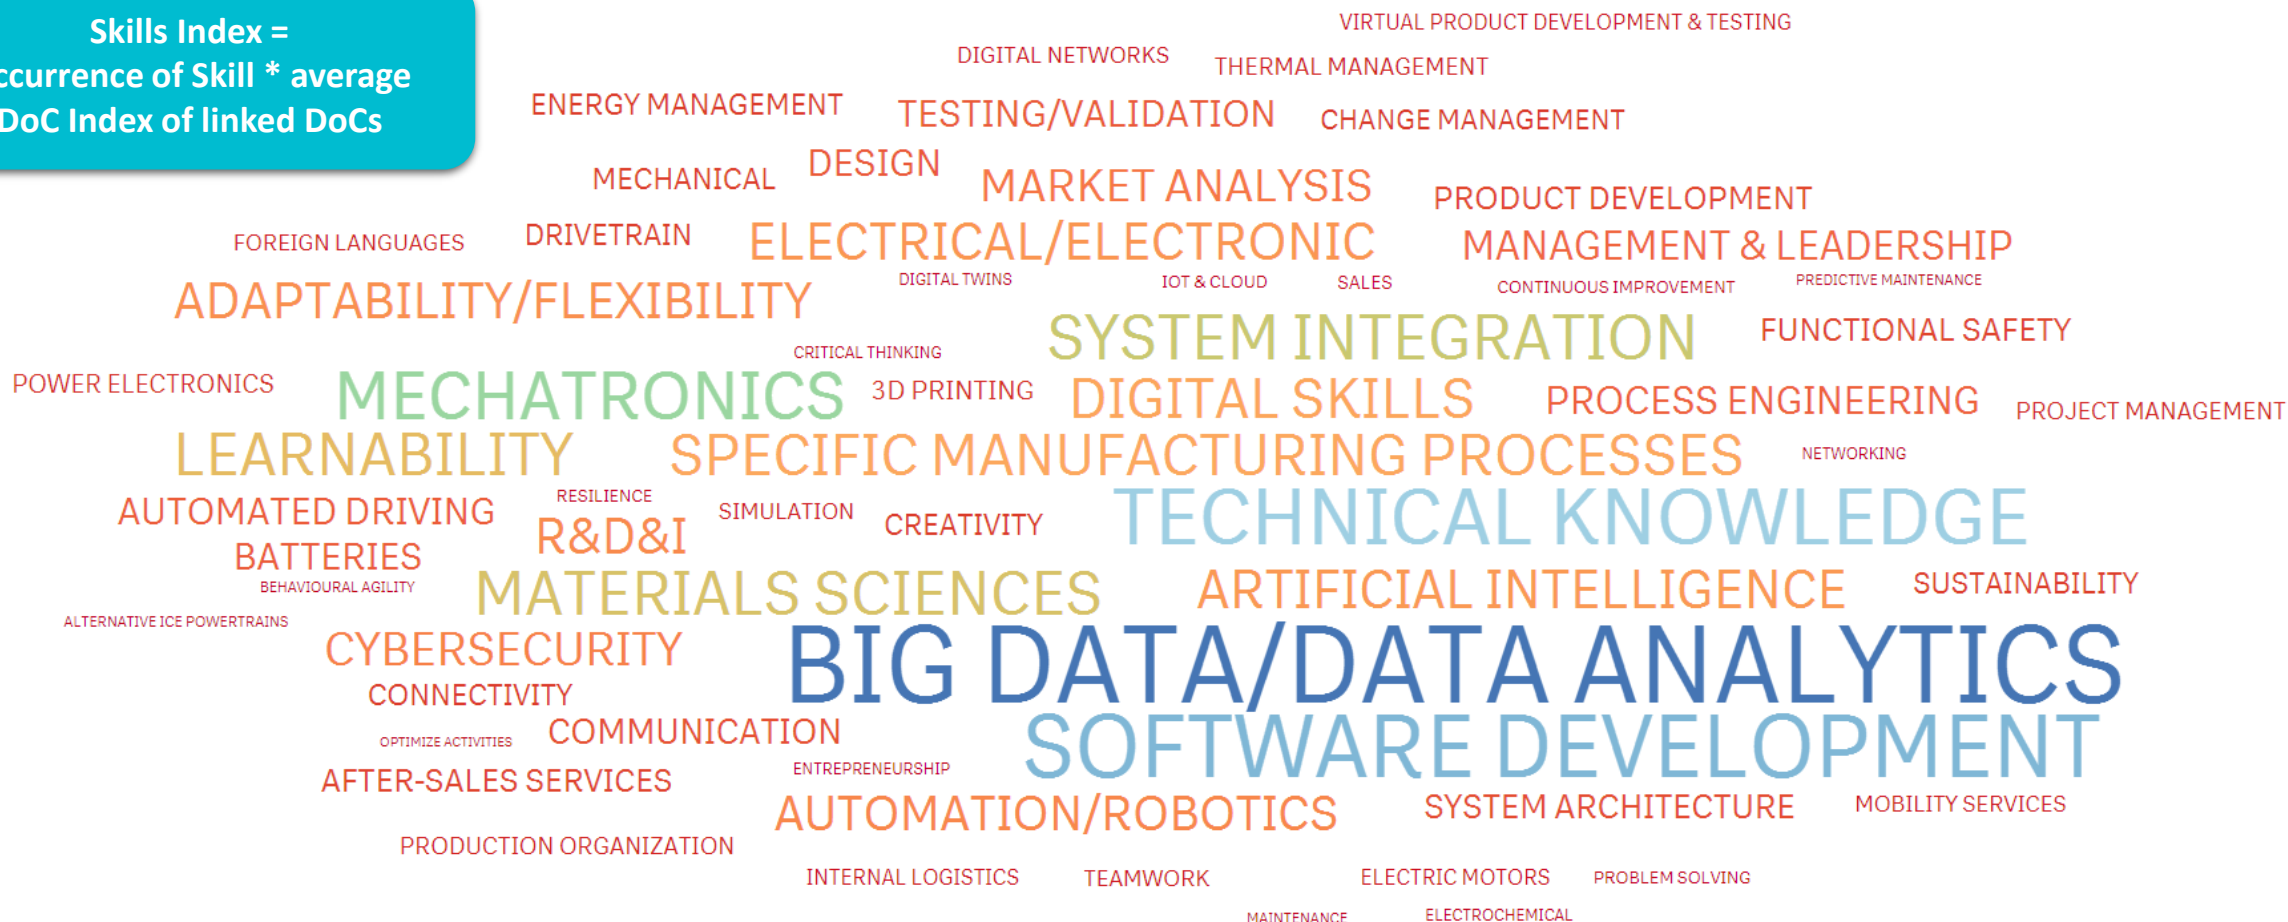 Skills Index =
ccurrence of Skill * average
DoC Index of linked DoCs
VIRTUAL PRODUCT DEVELOPMENT & TESTING
DIGITAL NETWORKS
THERMAL MANAGEMENT
ENERGY MANAGEMENT
TESTING/VALIDATION
CHANGE MANAGEMENT
MECHANICAL
DESIGN
MARKET ANALYSIS
PRODUCT DEVELOPMENT
FOREIGN LANGUAGES
DRIVETRAIN
ELECTRICAL/ELECTRONIC
MANAGEMENT & LEADERSHIP
ADAPTABILITY/FLEXIBILITY
DIGITAL TWINS
IOT & CLOUD
SALES
CONTINUOUS IMPROVEMENT
PREDICTIVE MAINTENANCE
CRITICAL THINKING
SYSTEM INTEGRATION
FUNCTIONAL SAFETY
POWER ELECTRONICS
MECHATRONICS
3D PRINTING
DIGITAL SKILLS
PROCESS ENGINEERING
PROJECT MANAGEMENT
LEARNABILITY
SPECIFIC MANUFACTURING PROCESSES
NETWORKING
AUTOMATED DRIVING
RESILIENCE
R&D&I
SIMULATION
CREATIVITY
TECHNICAL KNOWLEDGE
BATTERIES
BEHAVIOURAL AGILITY
MATERIALS SCIENCES
ARTIFICIAL INTELLIGENCE
SUSTAINABILITY
ALTERNATIVE ICE POWERTRAINS
CYBERSECURITY
BIG DATA/DATA ANALYTICS
CONNECTIVITY
OPTIMIZE ACTIVITIES
COMMUNICATION
SOFTWARE DEVELOPMENT
AFTER-SALES SERVICES
ENTREPRENEURSHIP
AUTOMATION/ROBOTICS
SYSTEM ARCHITECTURE
MOBILITY SERVICES
PRODUCTION ORGANIZATION
INTERNAL LOGISTICS
TEAMWORK
ELECTRIC MOTORS
PROBLEM SOLVING
MAINTENANCE
ELECTROCHEMICAL